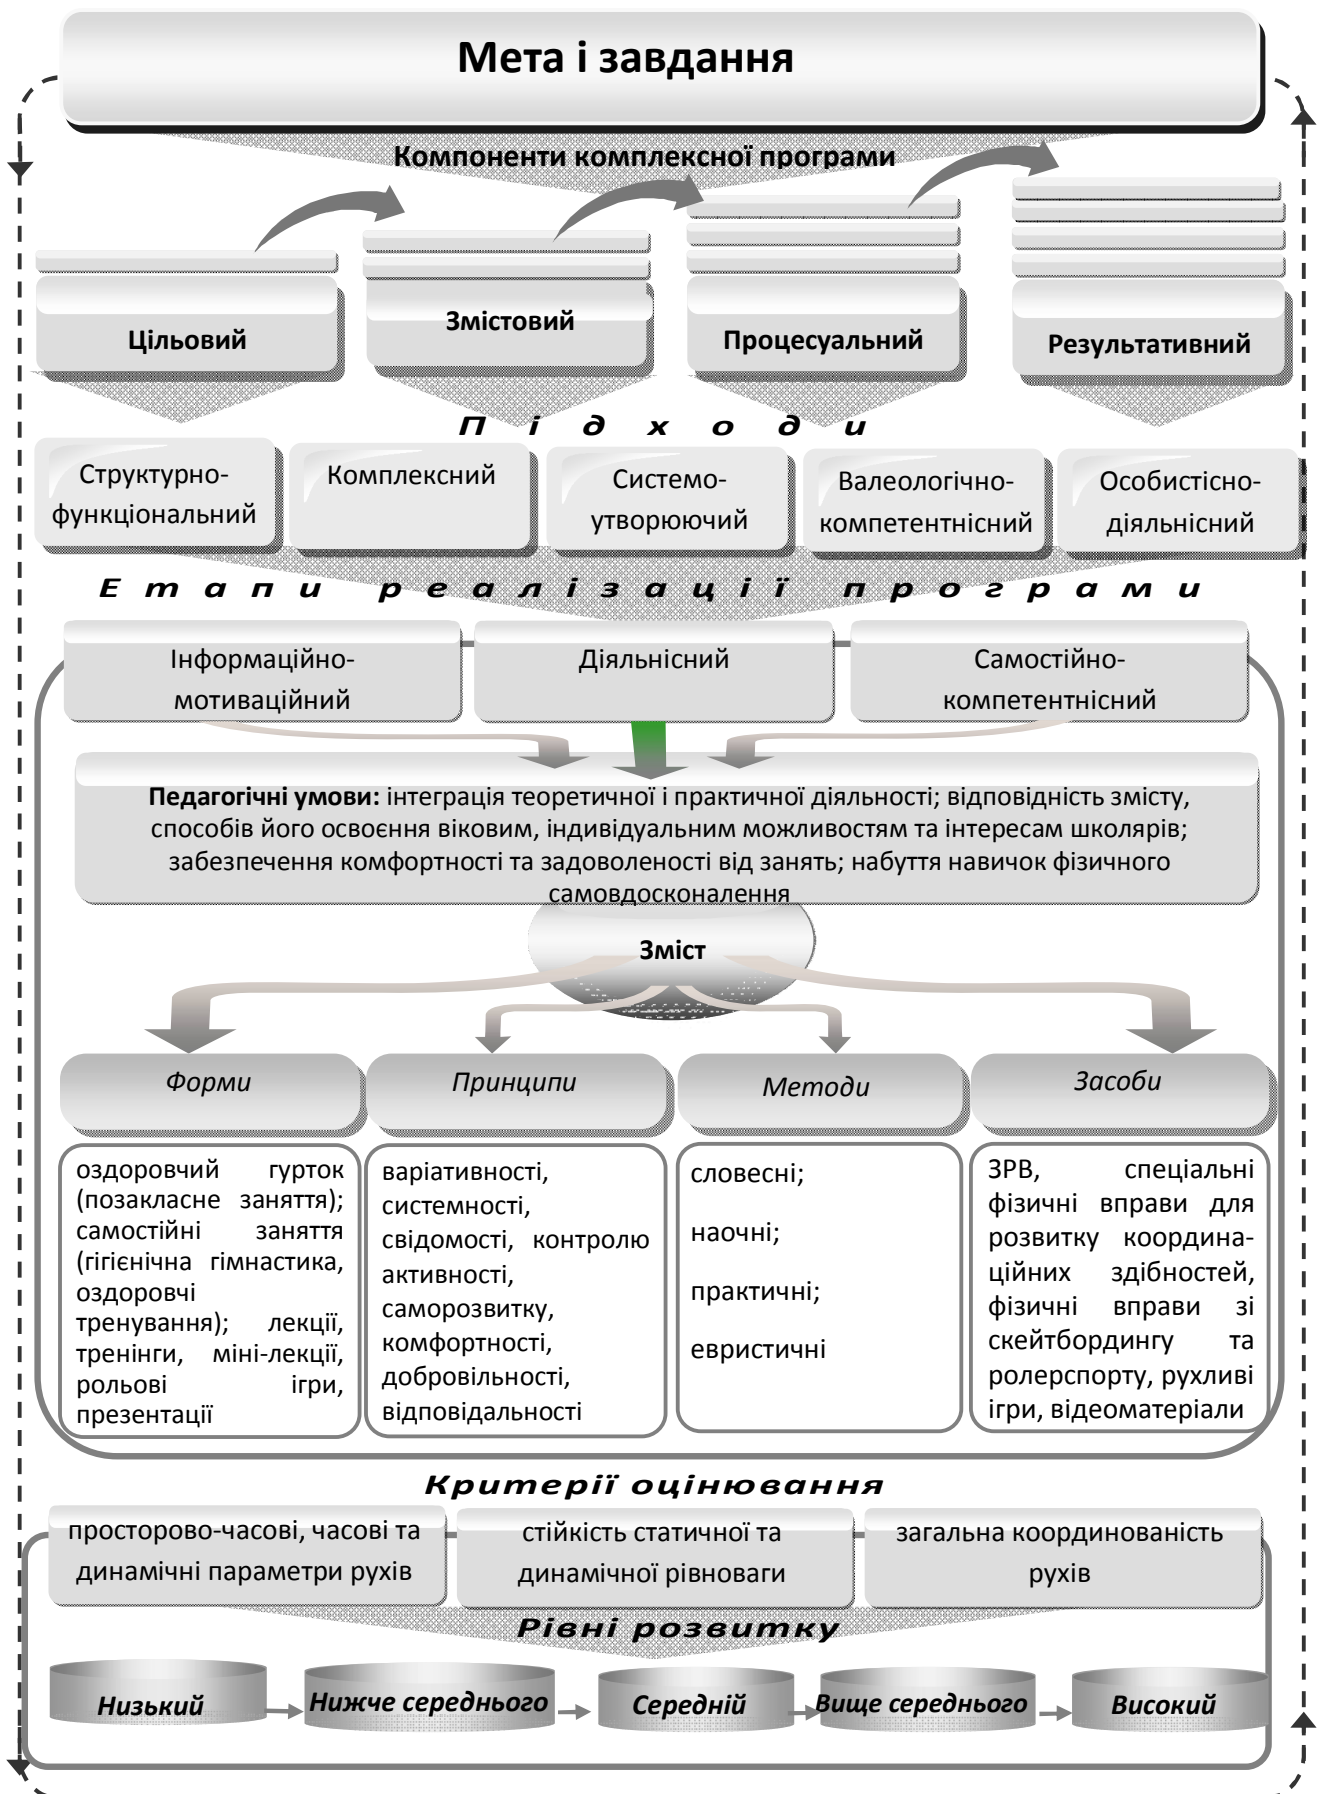 Мета і завдання
Компоненти комплексної програми
Цільовий
Змістовий
Процесуальний
Результативний
Підходи
Структурно-
функціональний
Комплексний
Системо-
утворюючий
Валеологічно-
компетентнісний
Особистісно-
діяльнісний
Етапи реалізації програми
Інформаційно-
мотиваційний
Діяльнісний
Самостійно-
компетентнісний
Педагогічні умови: інтеграція теоретичної і практичної діяльності; відповідність змісту,
способів його освоєння віковим, індивідуальним можливостям та інтересам школярів;
забезпечення комфортності та задоволеності від занять; набуття навичок фізичного
самовдосконалення
Зміст
Форми
Принципи
Методи
Засоби
оздоровчий гурток
(позакласне заняття);
самостійні заняття
(гігієнічна гімнастика,
оздоровчі
тренування); лекції,
тренінги, міні-лекції,
рольові ігри,
презентації
варіативності,
системності,
свідомості, контролю
активності,
саморозвитку,
комфортності,
добровільності,
відповідальності
словесні;
наочні;
практичні;
евристичні
ЗРВ, спеціальні
фізичні вправи для
розвитку координа-
ційних здібностей,
фізичні вправи зі
скейтбордингу та
ролерспорту, рухливі
ігри, відеоматеріали
Критерії оцінювання
просторово-часові, часові та
динамічні параметри рухів
стійкість статичної та
динамічної рівноваги
загальна координованість
рухів
Рівні розвитку
Низький
Нижче середнього
Середній
Вище середнього
Високий